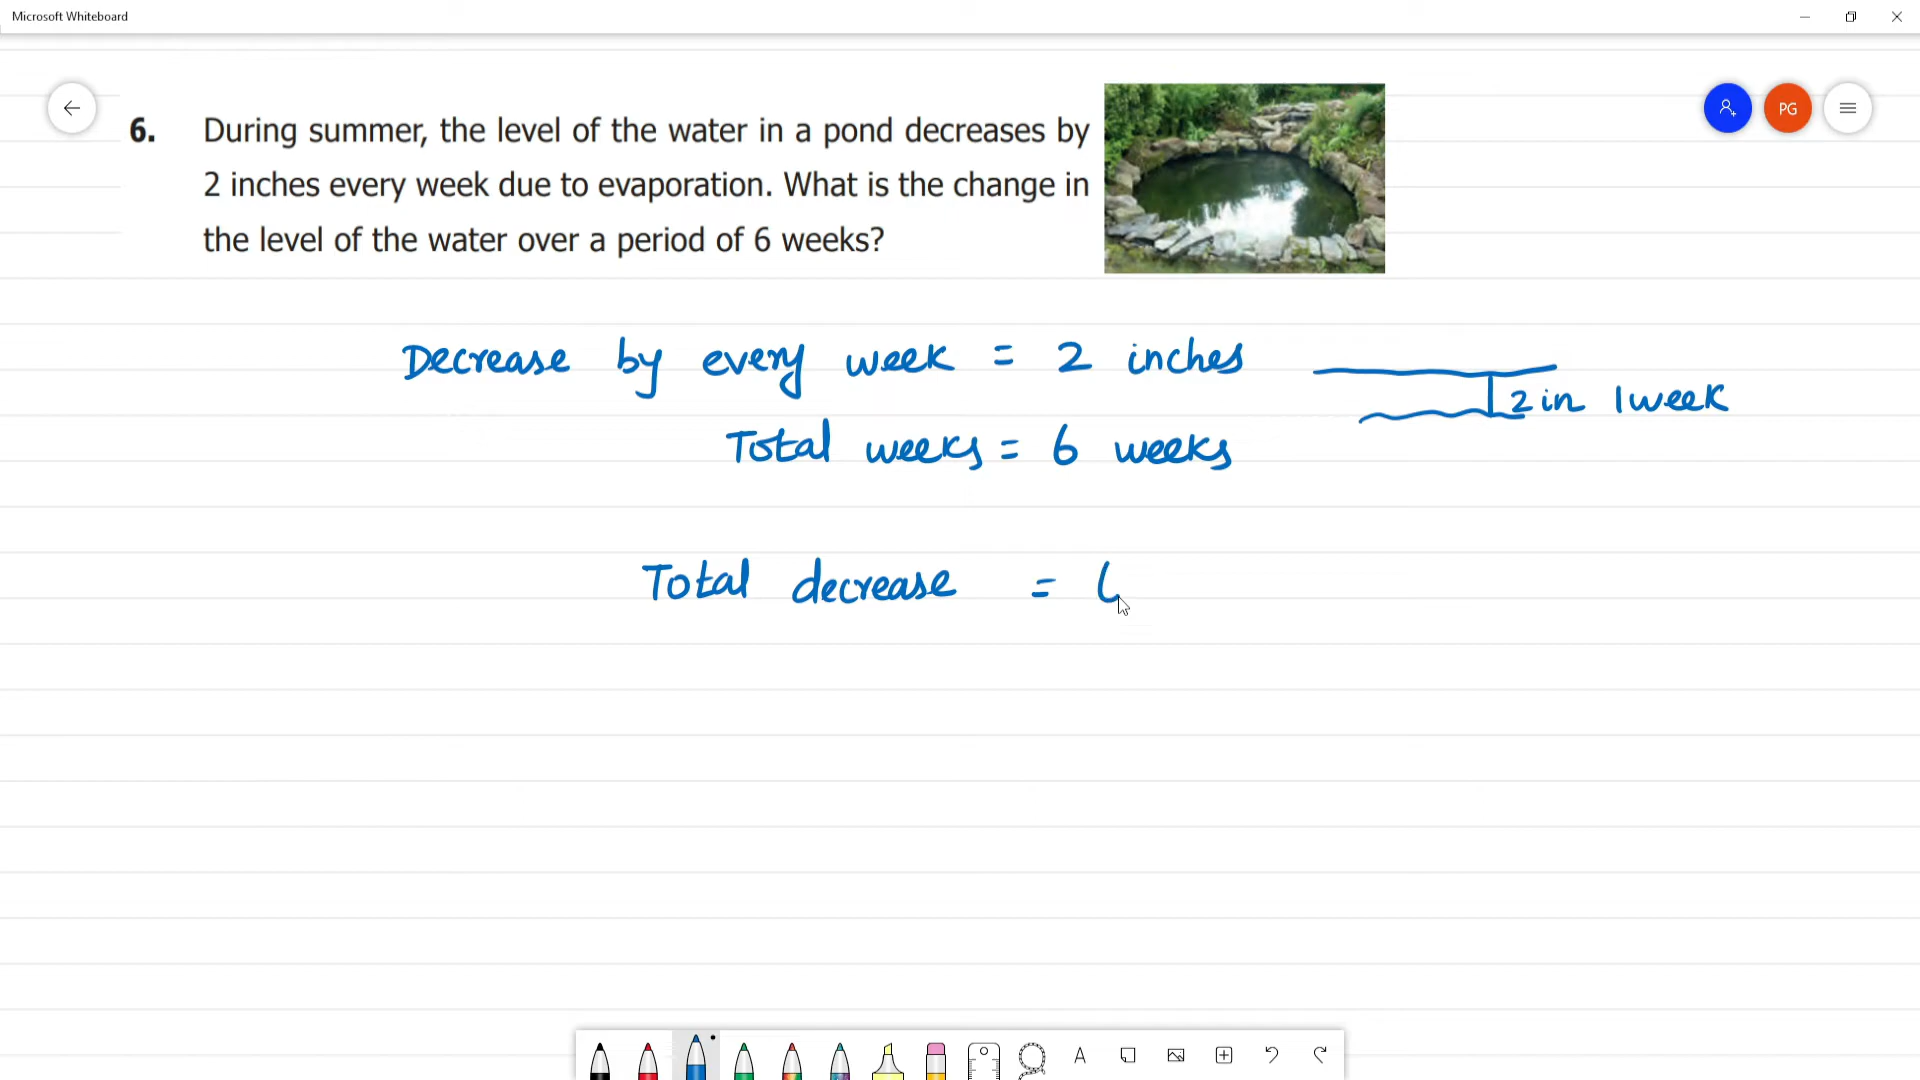 Microsoft Whiteboard
PG
6. During summer, the level of the water in a pond decreases by
2 inches every week due to evaporation. What is the change in
the level of the water over a period of 6 weeks?
Decrease by every week = 2 inches
2 in 1 week
Total weeks = 6 weeks
Total decrease = (
A